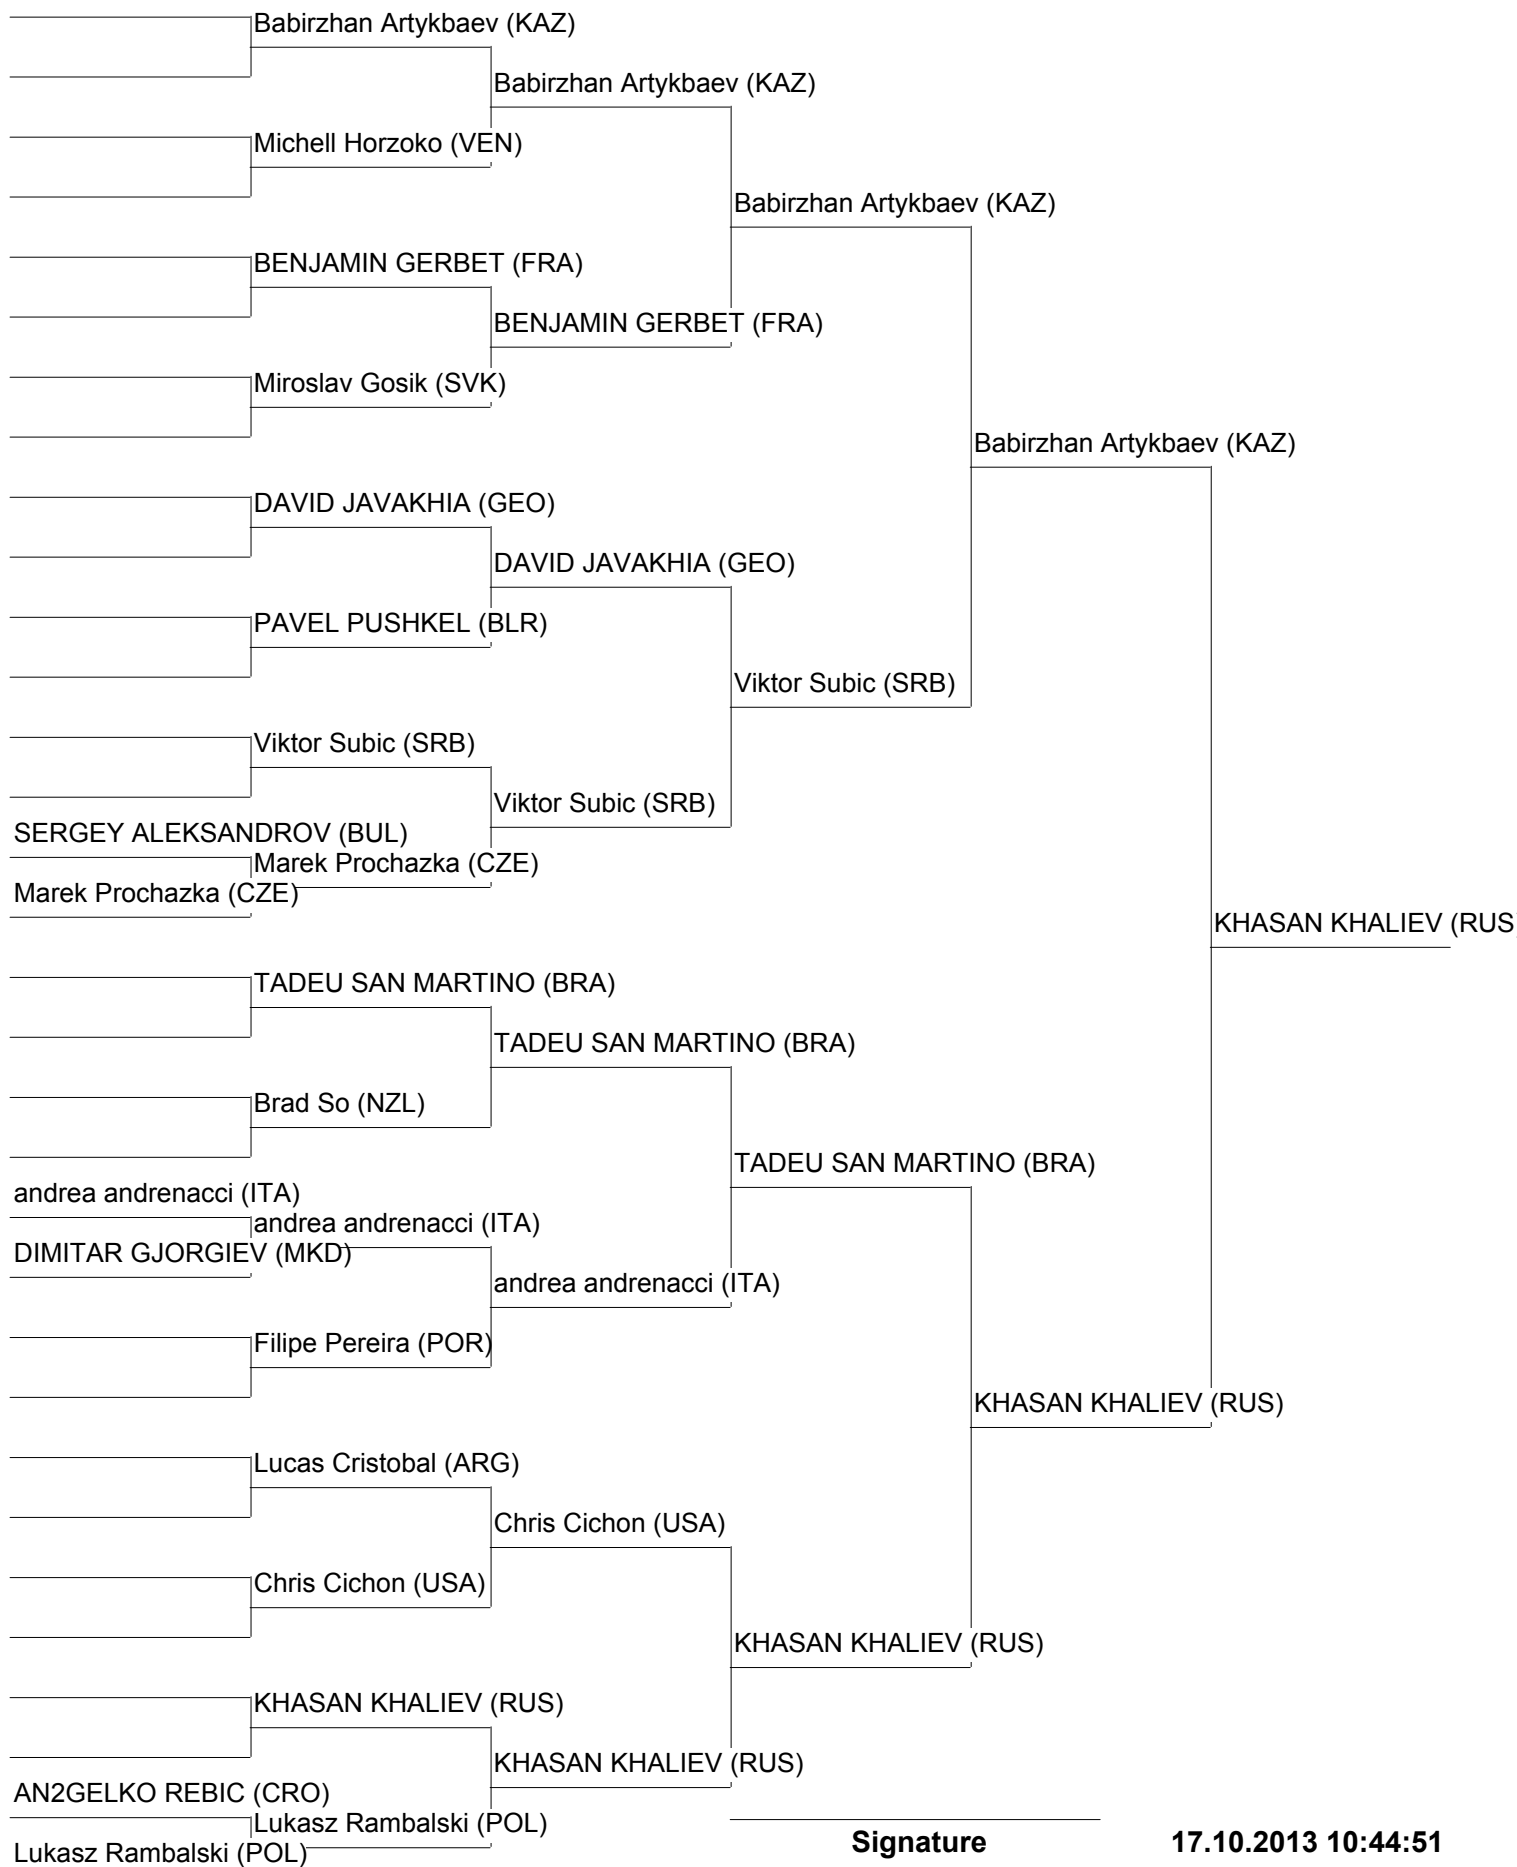 Babirzhan Artykbaev (KAZ)
Babirzhan Artykbaev (KAZ)
Michell Horzoko (VEN)
Babirzhan Artykbaev (KAZ)
BENJAMIN GERBET (FRA)
BENJAMIN GERBET (FRA)
Miroslav Gosik (SVK)
Babirzhan Artykbaev (KAZ)
DAVID JAVAKHIA (GEO)
DAVID JAVAKHIA (GEO)
PAVEL PUSHKEL (BLR)
Viktor Subic (SRB)
Viktor Subic (SRB)
Viktor Subic (SRB)
SERGEY ALEKSANDROV (BUL)
Marek Prochazka (CZE)
Marek Prochazka (CZE)
KHASAN KHALIEV (RUS)
TADEU SAN MARTINO (BRA)
TADEU SAN MARTINO (BRA)
Brad So (NZL)
TADEU SAN MARTINO (BRA)
andrea andrenacci (ITA)
andrea andrenacci (ITA)
DIMITAR GJORGIEV (MKD)
andrea andrenacci (ITA)
Filipe Pereira (POR)
KHASAN KHALIEV (RUS)
Lucas Cristobal (ARG)
Chris Cichon (USA)
Chris Cichon (USA)
KHASAN KHALIEV (RUS)
KHASAN KHALIEV (RUS)
KHASAN KHALIEV (RUS)
AN2GELKO REBIC (CRO)
Lukasz Rambalski (POL)
Lukasz Rambalski (POL)
Signature
17.10.2013 10:44:51